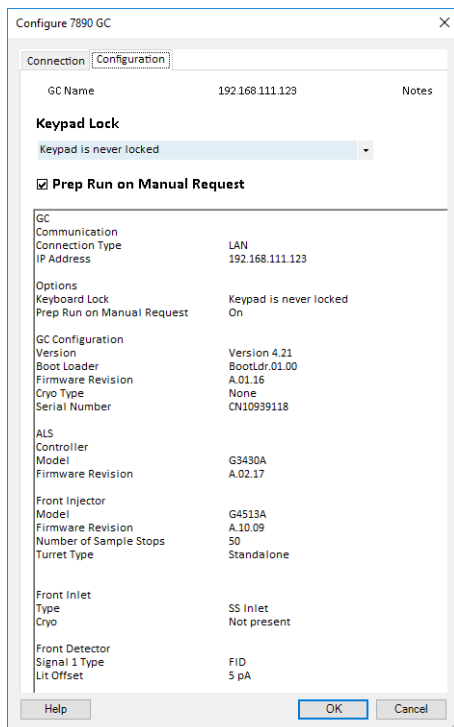 Configure 7890 GC
Connection Configuration
GC Name 192.168.111.123 Notes
Keypad Lock
Keypad is never locked
Prep Run on Manual Request
GC
Communication
Connection Type LAN
IP Address 192.168.111.123
Options
Keyboard Lock Keypad is never locked
Prep Run on Manual Request On
GC Configuration
Version Version 4.21
Boot Loader BootLdr.01.00
Firmware Revision A.01.16
Cryo Type None
Serial Number CN10939118
ALS
Controller
Model G3430A
Firmware Revision A.02.17
Front Injector
Model G4513A
Firmware Revision A.10.09
Number of Sample Stops 50
Turret Type Standalone
Front Inlet
Type SS Inlet
Cryo Not present
Front Detector
Signal 1 Type FID
Lit Offset 5 pA
Help OK Cancel